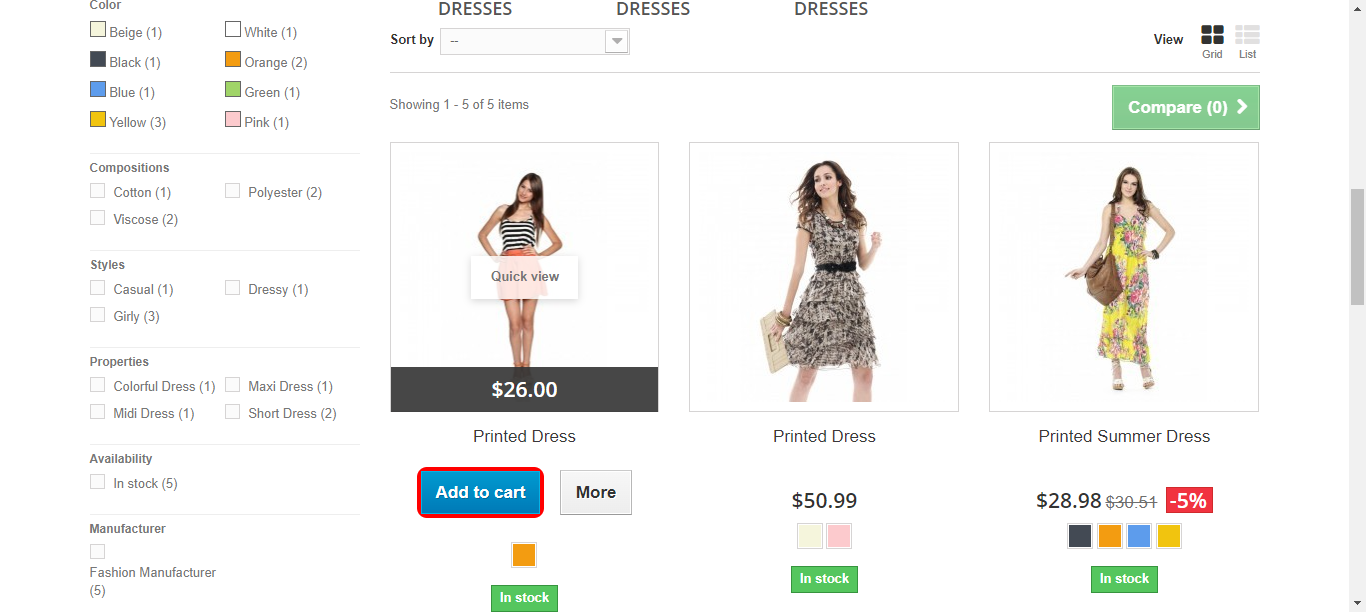 Color
Beige (1)
White (1)
Black (1)
Orange (2)
Blue (1)
Green (1)
Yellow (3)
Pink (1)
Compositions
Cotton (1)
Polyester (2)
Viscose (2)
Styles
Casual (1)
Dressy (1)
Girly (3)
Properties
Colorful Dress (1)
Maxi Dress (1)
Midi Dress (1)
Short Dress (2)
Availability
In stock (5)
Manufacturer
Fashion Manufacturer
(5)
DRESSES
DRESSES
DRESSES
Sort by
--
View
Grid
List
Showing 1 - 5 of 5 items
Compare (0)
Quick view
$26.00
Printed Dress
Add to cart
More
In stock
Printed Dress
$50.99
In stock
Printed Summer Dress
$28.98 $30.51 -5%
In stock